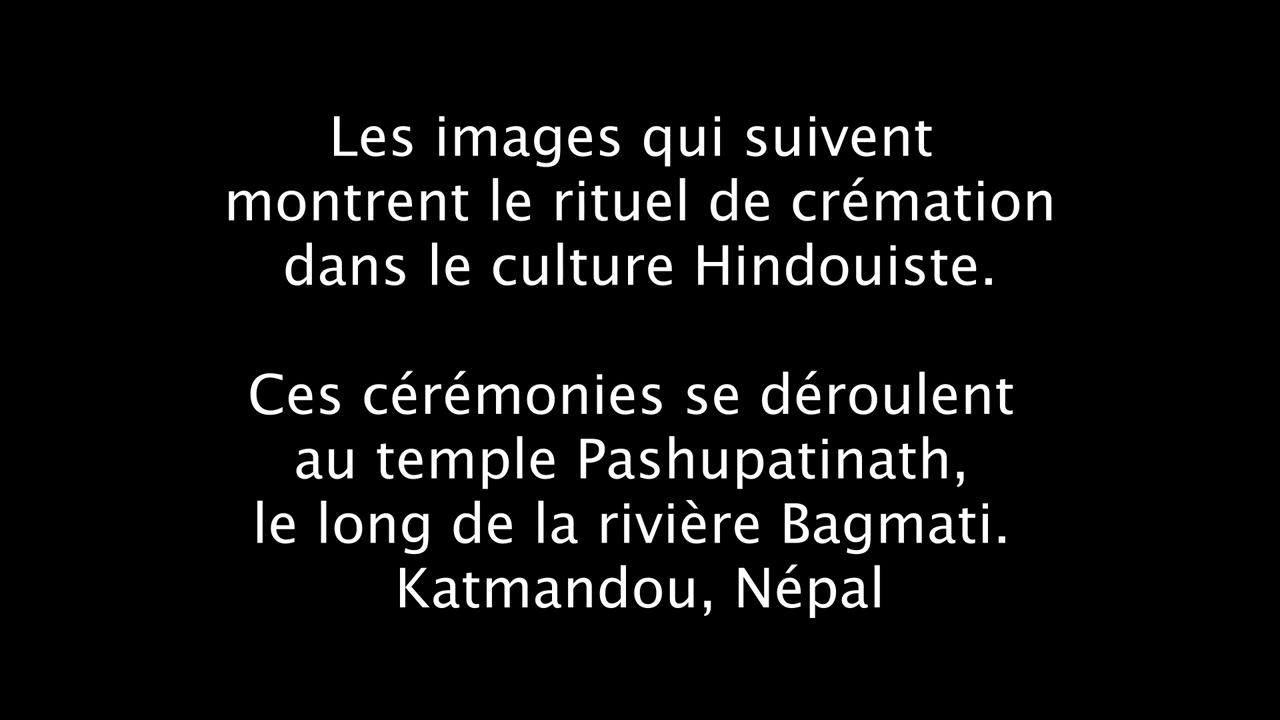 Les images qui suivent
montrent le rituel de crémation
dans le culture Hindouiste.
Ces cérémonies se déroulent
au temple Pashupatinath,
le long de la rivière Bagmati.
Katmandou, Népal